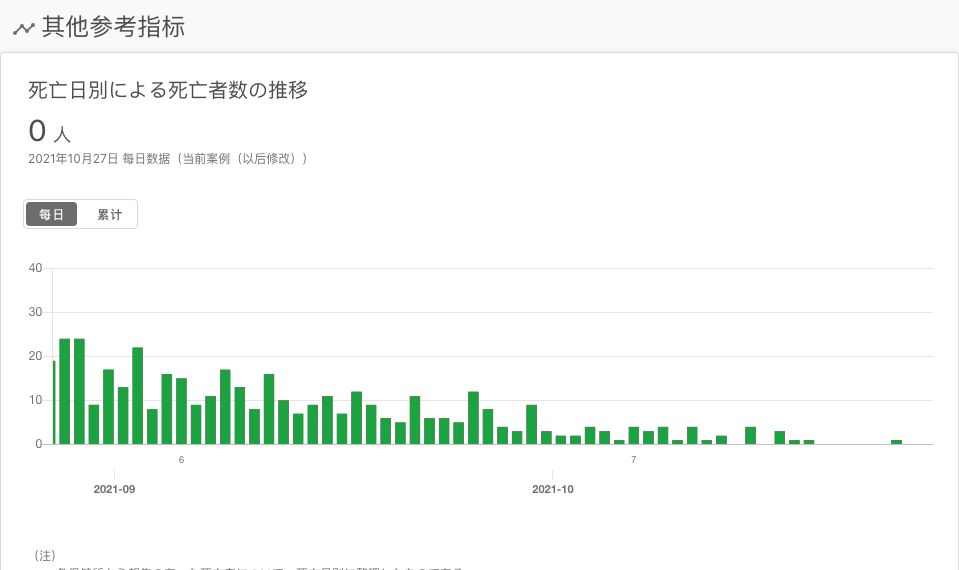 其他参考指标
死亡日別による死亡者数の推移
0 人
2021年10月27日 每日数据（当前案例（以后修改））
每日 累计
40
30
20
10
0
6 7
2021-09 2021-10
（注）